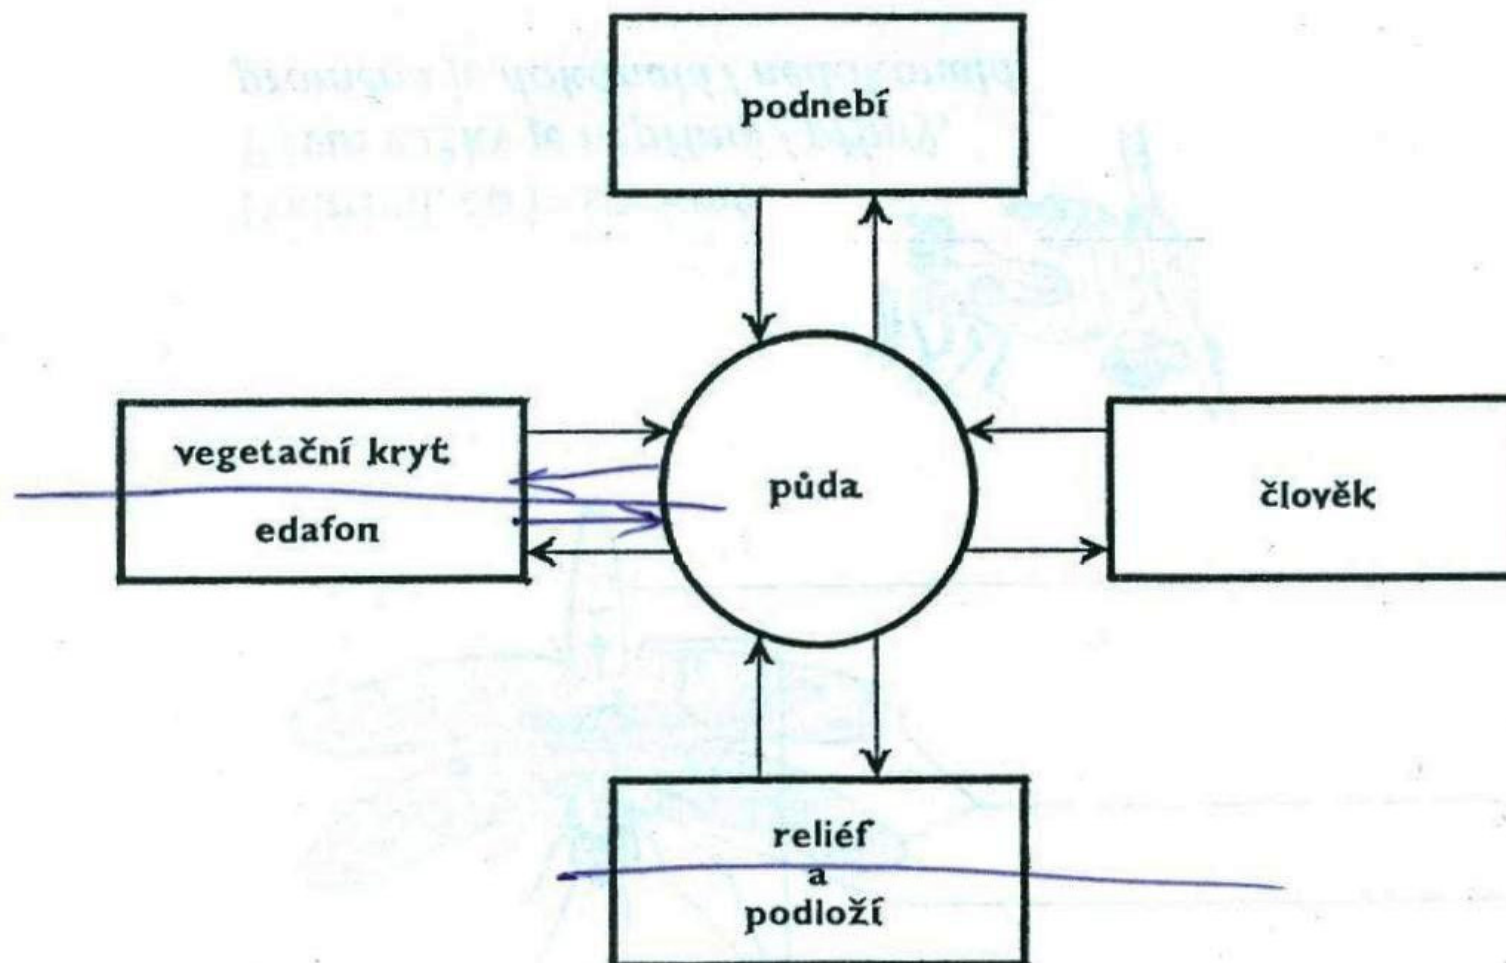 podnebí
vegetační kryt
edafon
půda
člověk
reliéf
a
podloží